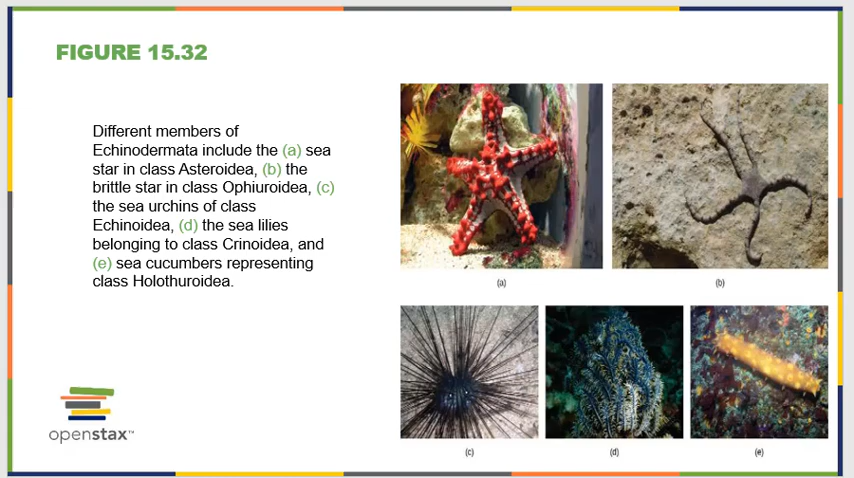 FIGURE 15.32
Different members of
Echinodermata include the (a) sea
star in class Asteroidea, (b) the
brittle star in class Ophiuroidea, (c)
the sea urchins of class
Echinoidea, (d) the sea lilies
belonging to class Crinoidea, and
(e) sea cucumbers representing
class Holothuroidea.
(a)
(b)
(c)
(d)
(e)
openstax™